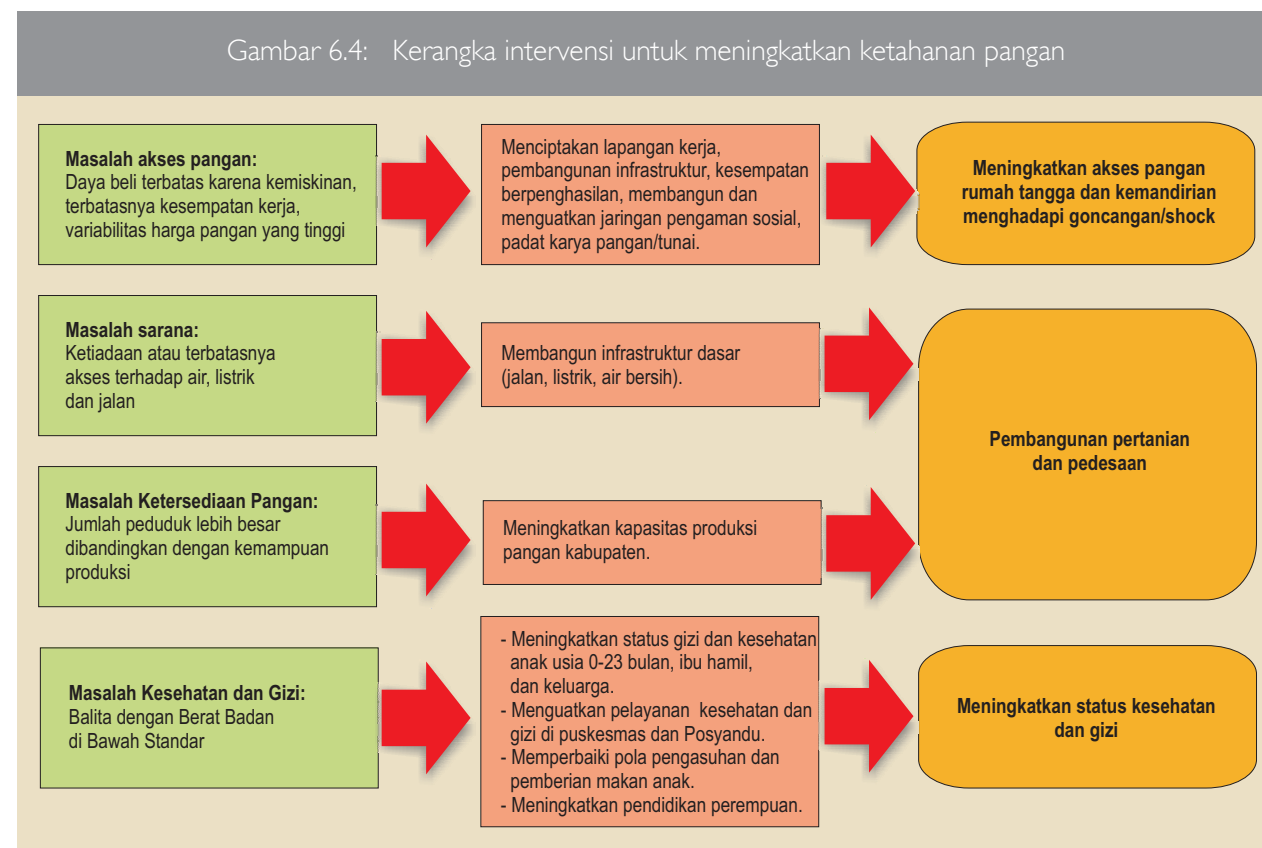 Gambar 6.4: Kerangka intervensi untuk meningkatkan ketahanan pangan
Masalah akses pangan:
Daya beli terbatas karena kemiskinan,
terbatasnya kesempatan kerja,
variabilitas harga pangan yang tinggi
Menciptakan lapangan kerja,
pembangunan infrastruktur, kesempatan
berpenghasilan, membangun dan
menguatkan jaringan pengaman sosial,
padat karya pangan/tunai.
Meningkatkan akses pangan
rumah tangga dan kemandirian
menghadapi goncangan/shock
Masalah sarana:
Ketiadaan atau terbatasnya
akses terhadap air, listrik
dan jalan
Membangun infrastruktur dasar
(jalan, listrik, air bersih).
Pembangunan pertanian
dan pedesaan
Masalah Ketersediaan Pangan:
Jumlah peduduk lebih besar
dibandingkan dengan kemampuan
produksi
Meningkatkan kapasitas produksi
pangan kabupaten.
Masalah Kesehatan dan Gizi:
Balita dengan Berat Badan
di Bawah Standar
- Meningkatkan status gizi dan kesehatan
anak usia 0-23 bulan, ibu hamil,
dan keluarga.
- Menguatkan pelayanan kesehatan dan
gizi di puskesmas dan Posyandu.
- Memperbaiki pola pengasuhan dan
pemberian makan anak.
- Meningkatkan pendidikan perempuan.
Meningkatkan status kesehatan
dan gizi